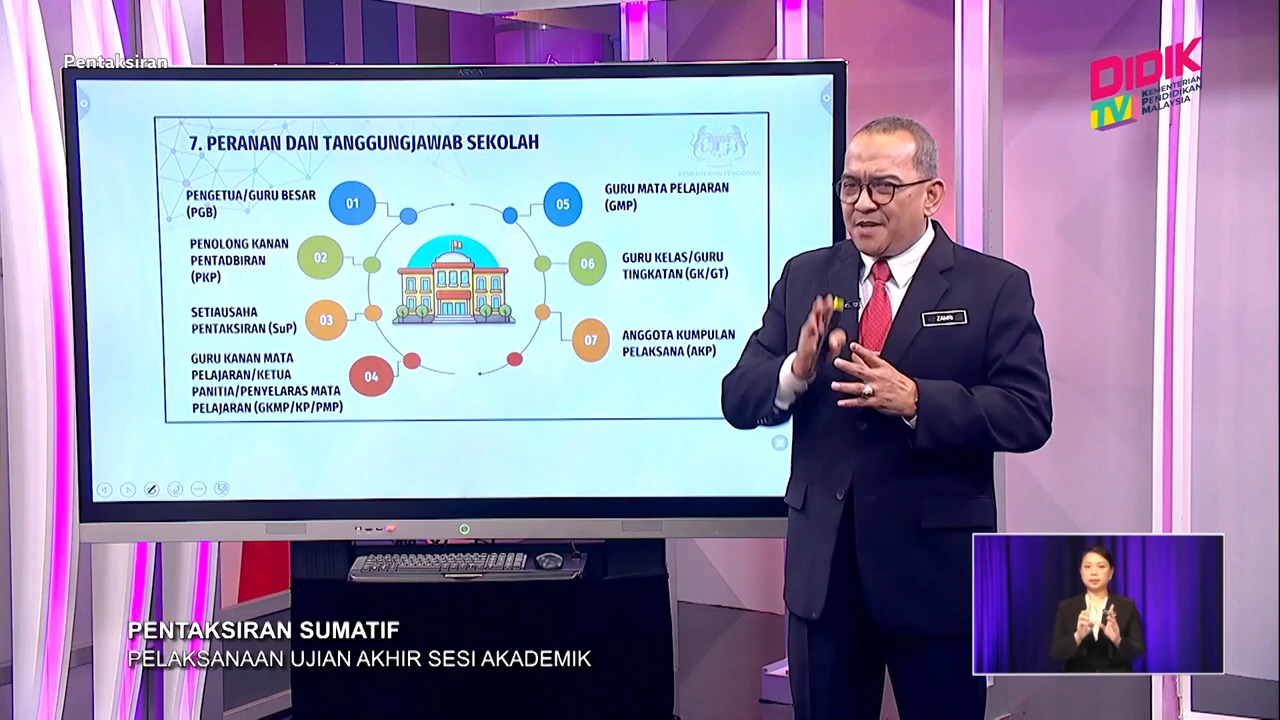 Pentaksiran
DIDIK
TV
KEMENTERIAN
PENDIDIKAN
MALAYSIA
7. PERANAN DAN TANGGUNGJAWAB SEKOLAH
KEMENTERIAN PENDIDIKAN
PENGETUA/GURU BESAR
(PGB)
01
PENOLONG KANAN
PENTADBIRAN
(PKP)
02
SETIAUSAHA
PENTAKSIRAN (SuP)
03
GURU KANAN MATA
PELAJARAN/KETUA
PANITIA/PENYELARAS MATA
PELAJARAN (GKMP/KP/PMP)
04
05
GURU MATA PELAJARAN
(GMP)
06
GURU KELAS/GURU
TINGKATAN (GK/GT)
07
ANGGOTA KUMPULAN
PELAKSANA (AKP)
ZAMRI
PENTAKSIRAN SUMATIF
PELAKSANAAN UJIAN AKHIR SESI AKADEMIK